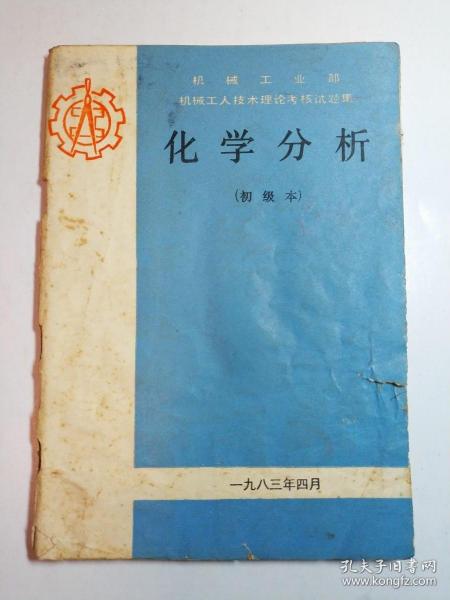 机械工业部
机械工人技术理论考核试题集
化学分析
(初级本)
一九八三年四月
孔夫子旧书网
www.kongfz.com